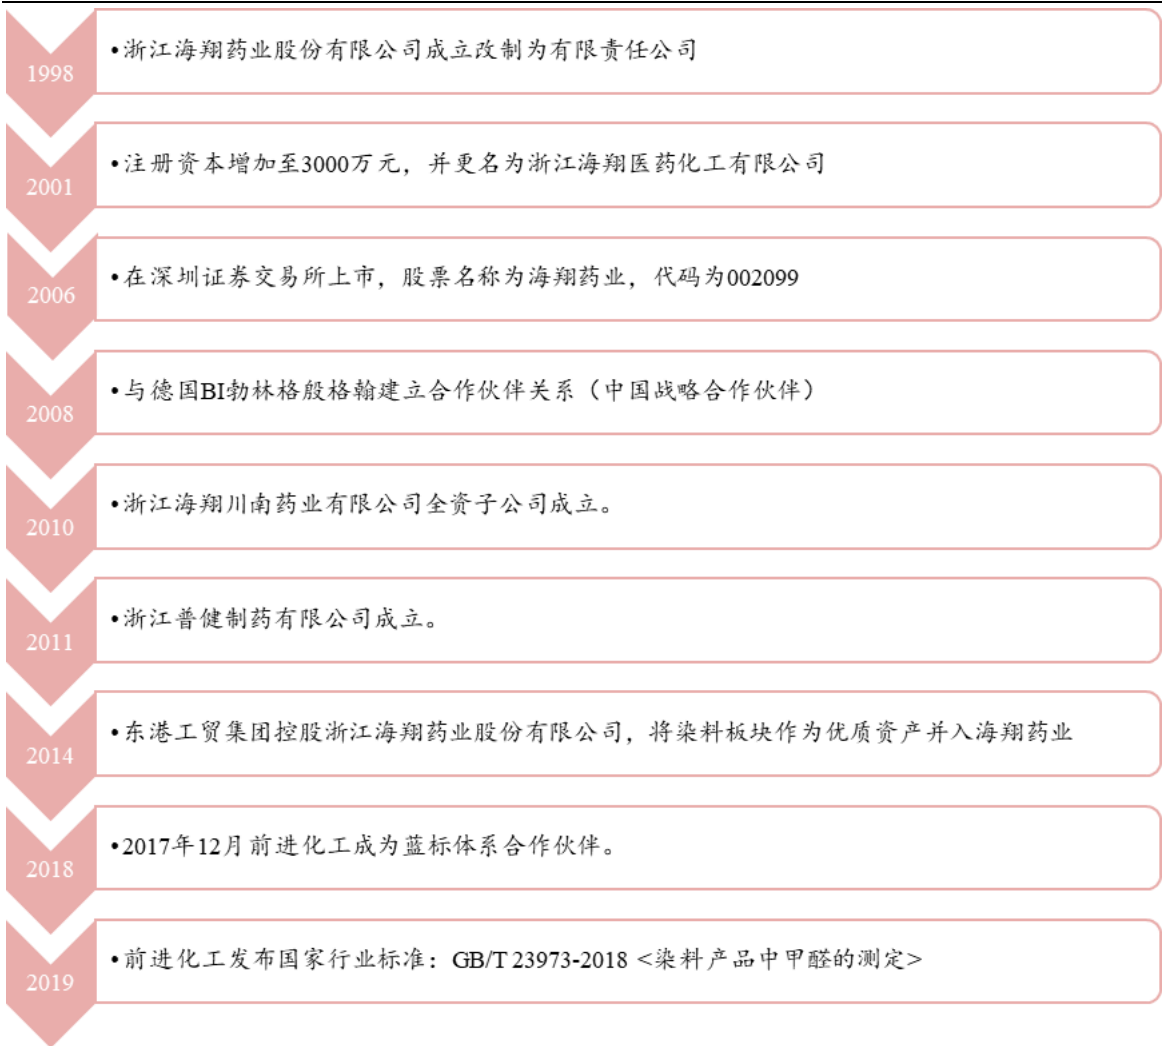 1998
•浙江海翔药业股份有限公司成立改制为有限责任公司
2001
•注册资本增加至3000万元，并更名为浙江海翔医药化工有限公司
2006
•在深圳证券交易所上市，股票名称为海翔药业，代码为002099
2008
•与德国BI勃林格殷格翰建立合作伙伴关系（中国战略合作伙伴）
2010
•浙江海翔川南药业有限公司全资子公司成立。
2011
•浙江普健制药有限公司成立。
2014
•东港工贸集团控股浙江海翔药业股份有限公司，将染料板块作为优质资产并入海翔药业
2018
•2017年12月前进化工成为蓝标体系合作伙伴。
2019
•前进化工发布国家行业标准：GB/T 23973-2018 <染料产品中甲醛的测定>